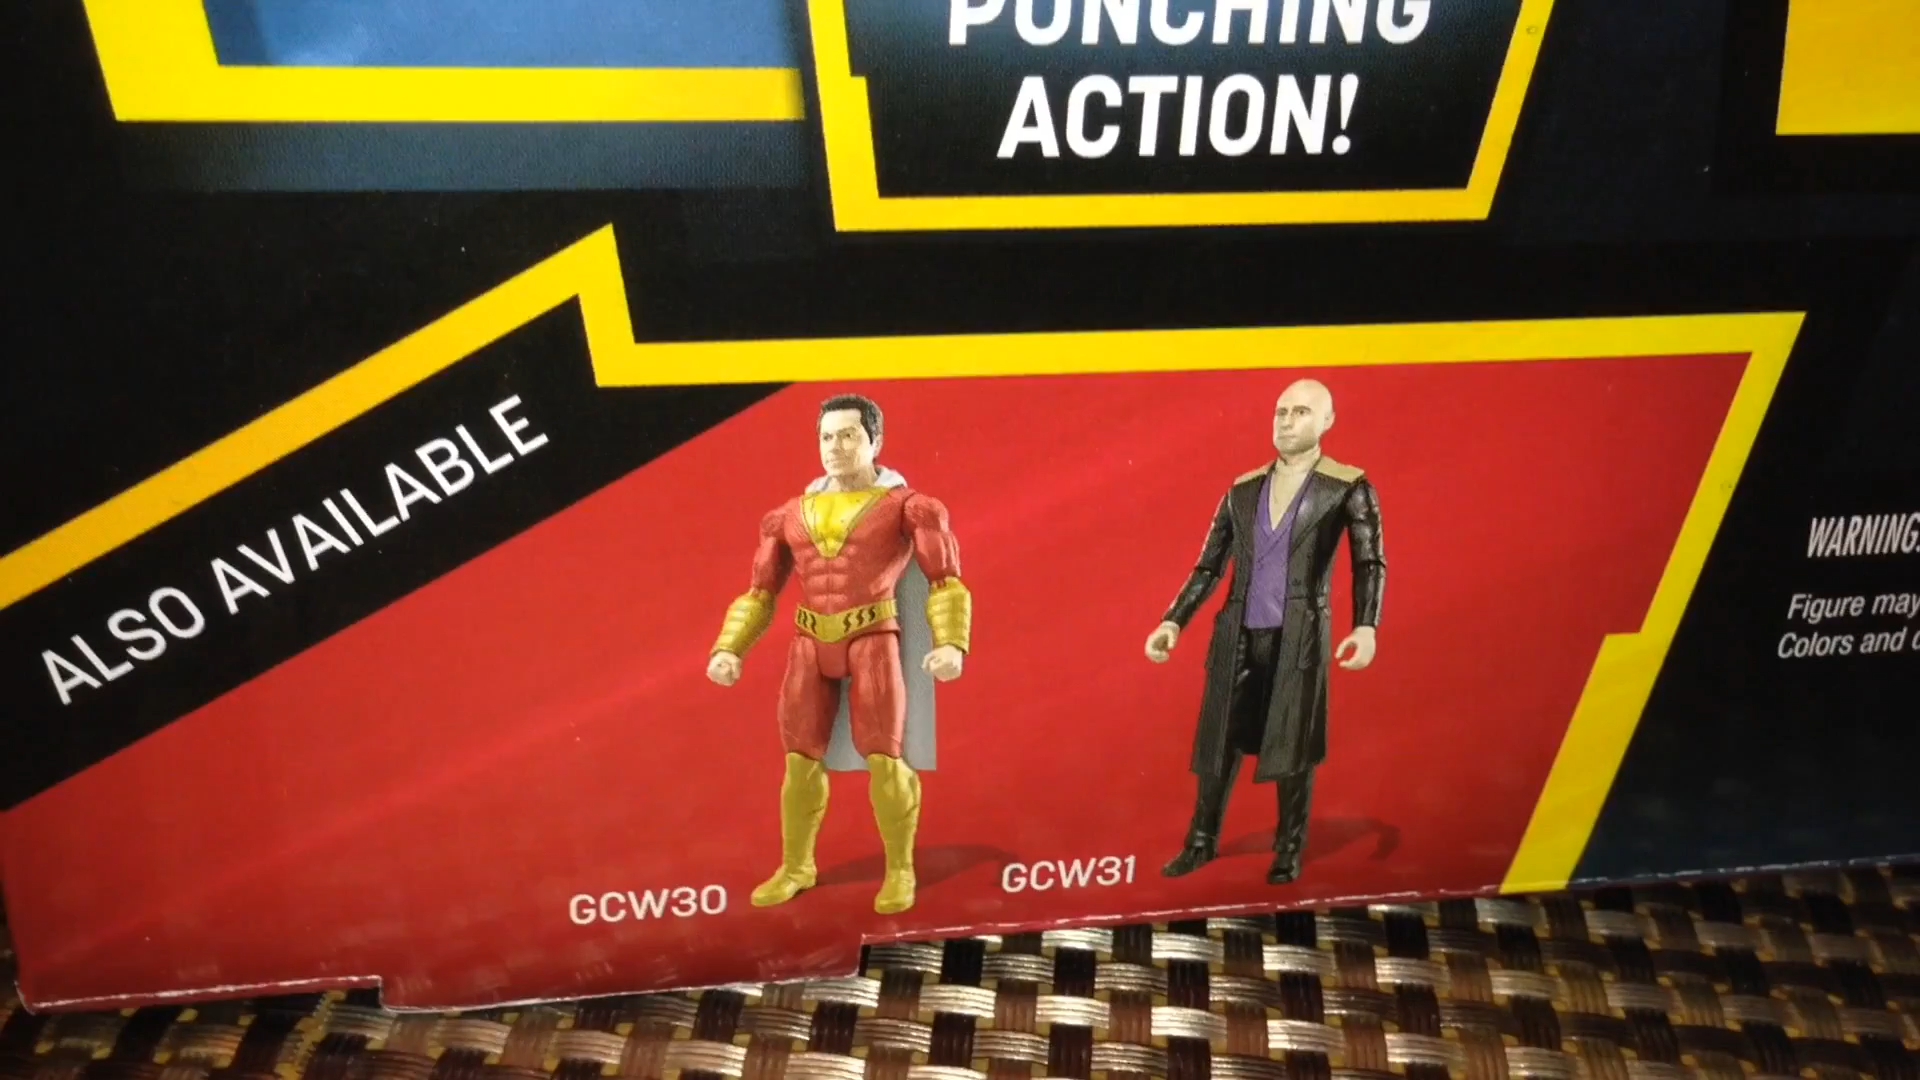 PUNCHING
ACTION!
ALSO AVAILABLE
GCW30
GCW31
WARNING:
Figure may
Colors and